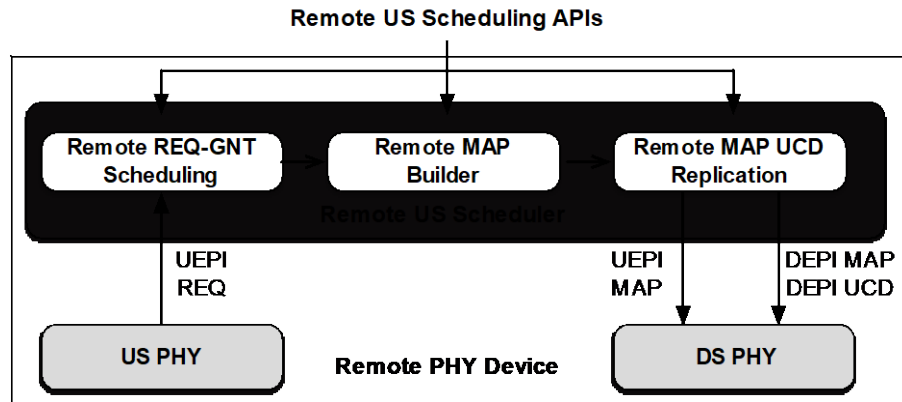 Remote US Scheduling APIs
Remote REQ-GNT
Scheduling
Remote MAP
Builder
Remote MAP UCD
Replication
Remote US Scheduler
UEPI
REQ
UEPI
MAP
DEPI MAP
DEPI UCD
US PHY
Remote PHY Device
DS PHY